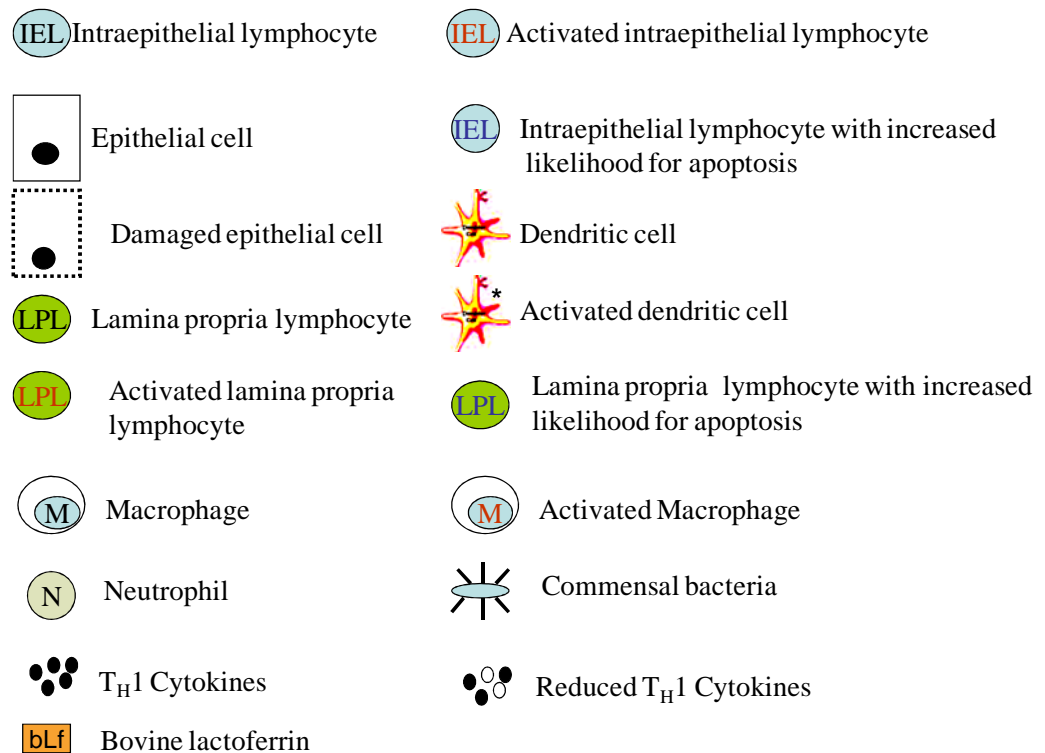 IEL Intraepithelial lymphocyte
IEL Activated intraepithelial lymphocyte
Epithelial cell
IEL Intraepithelial lymphocyte with increased
likelihood for apoptosis
Damaged epithelial cell
Dendritic cell
LPL Lamina propria lymphocyte
* Activated dendritic cell
LPL Activated lamina propria
lymphocyte
LPL Lamina propria lymphocyte with increased
likelihood for apoptosis
M Macrophage
M Activated Macrophage
N Neutrophil
Commensal bacteria
TH1 Cytokines
Reduced TH1 Cytokines
bLf Bovine lactoferrin